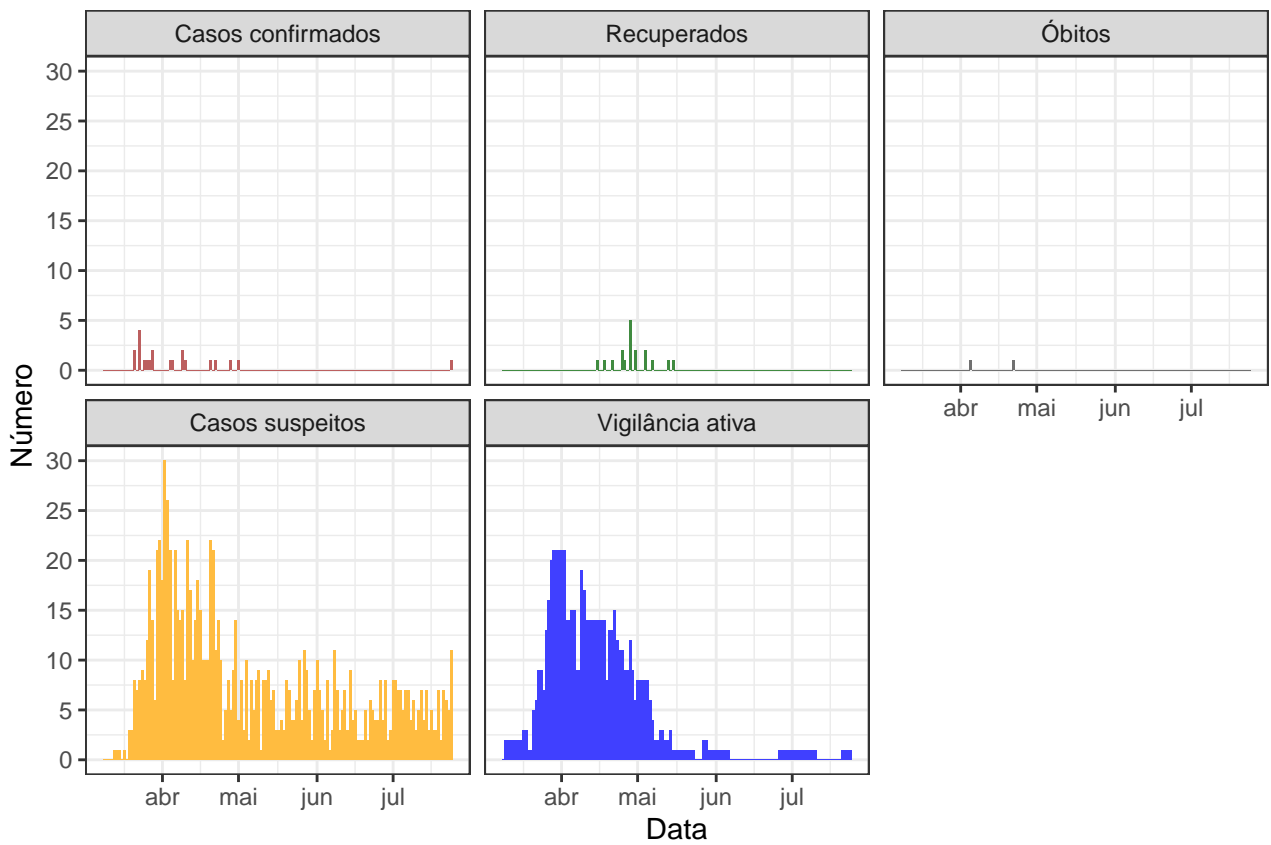 Casos confirmados
Recuperados
Óbitos
30
25
20
15
10
5
0
abr mai jun jul
Número
Casos suspeitos
Vigilância ativa
30
25
20
15
10
5
0
abr mai jun jul
abr mai jun jul
Data